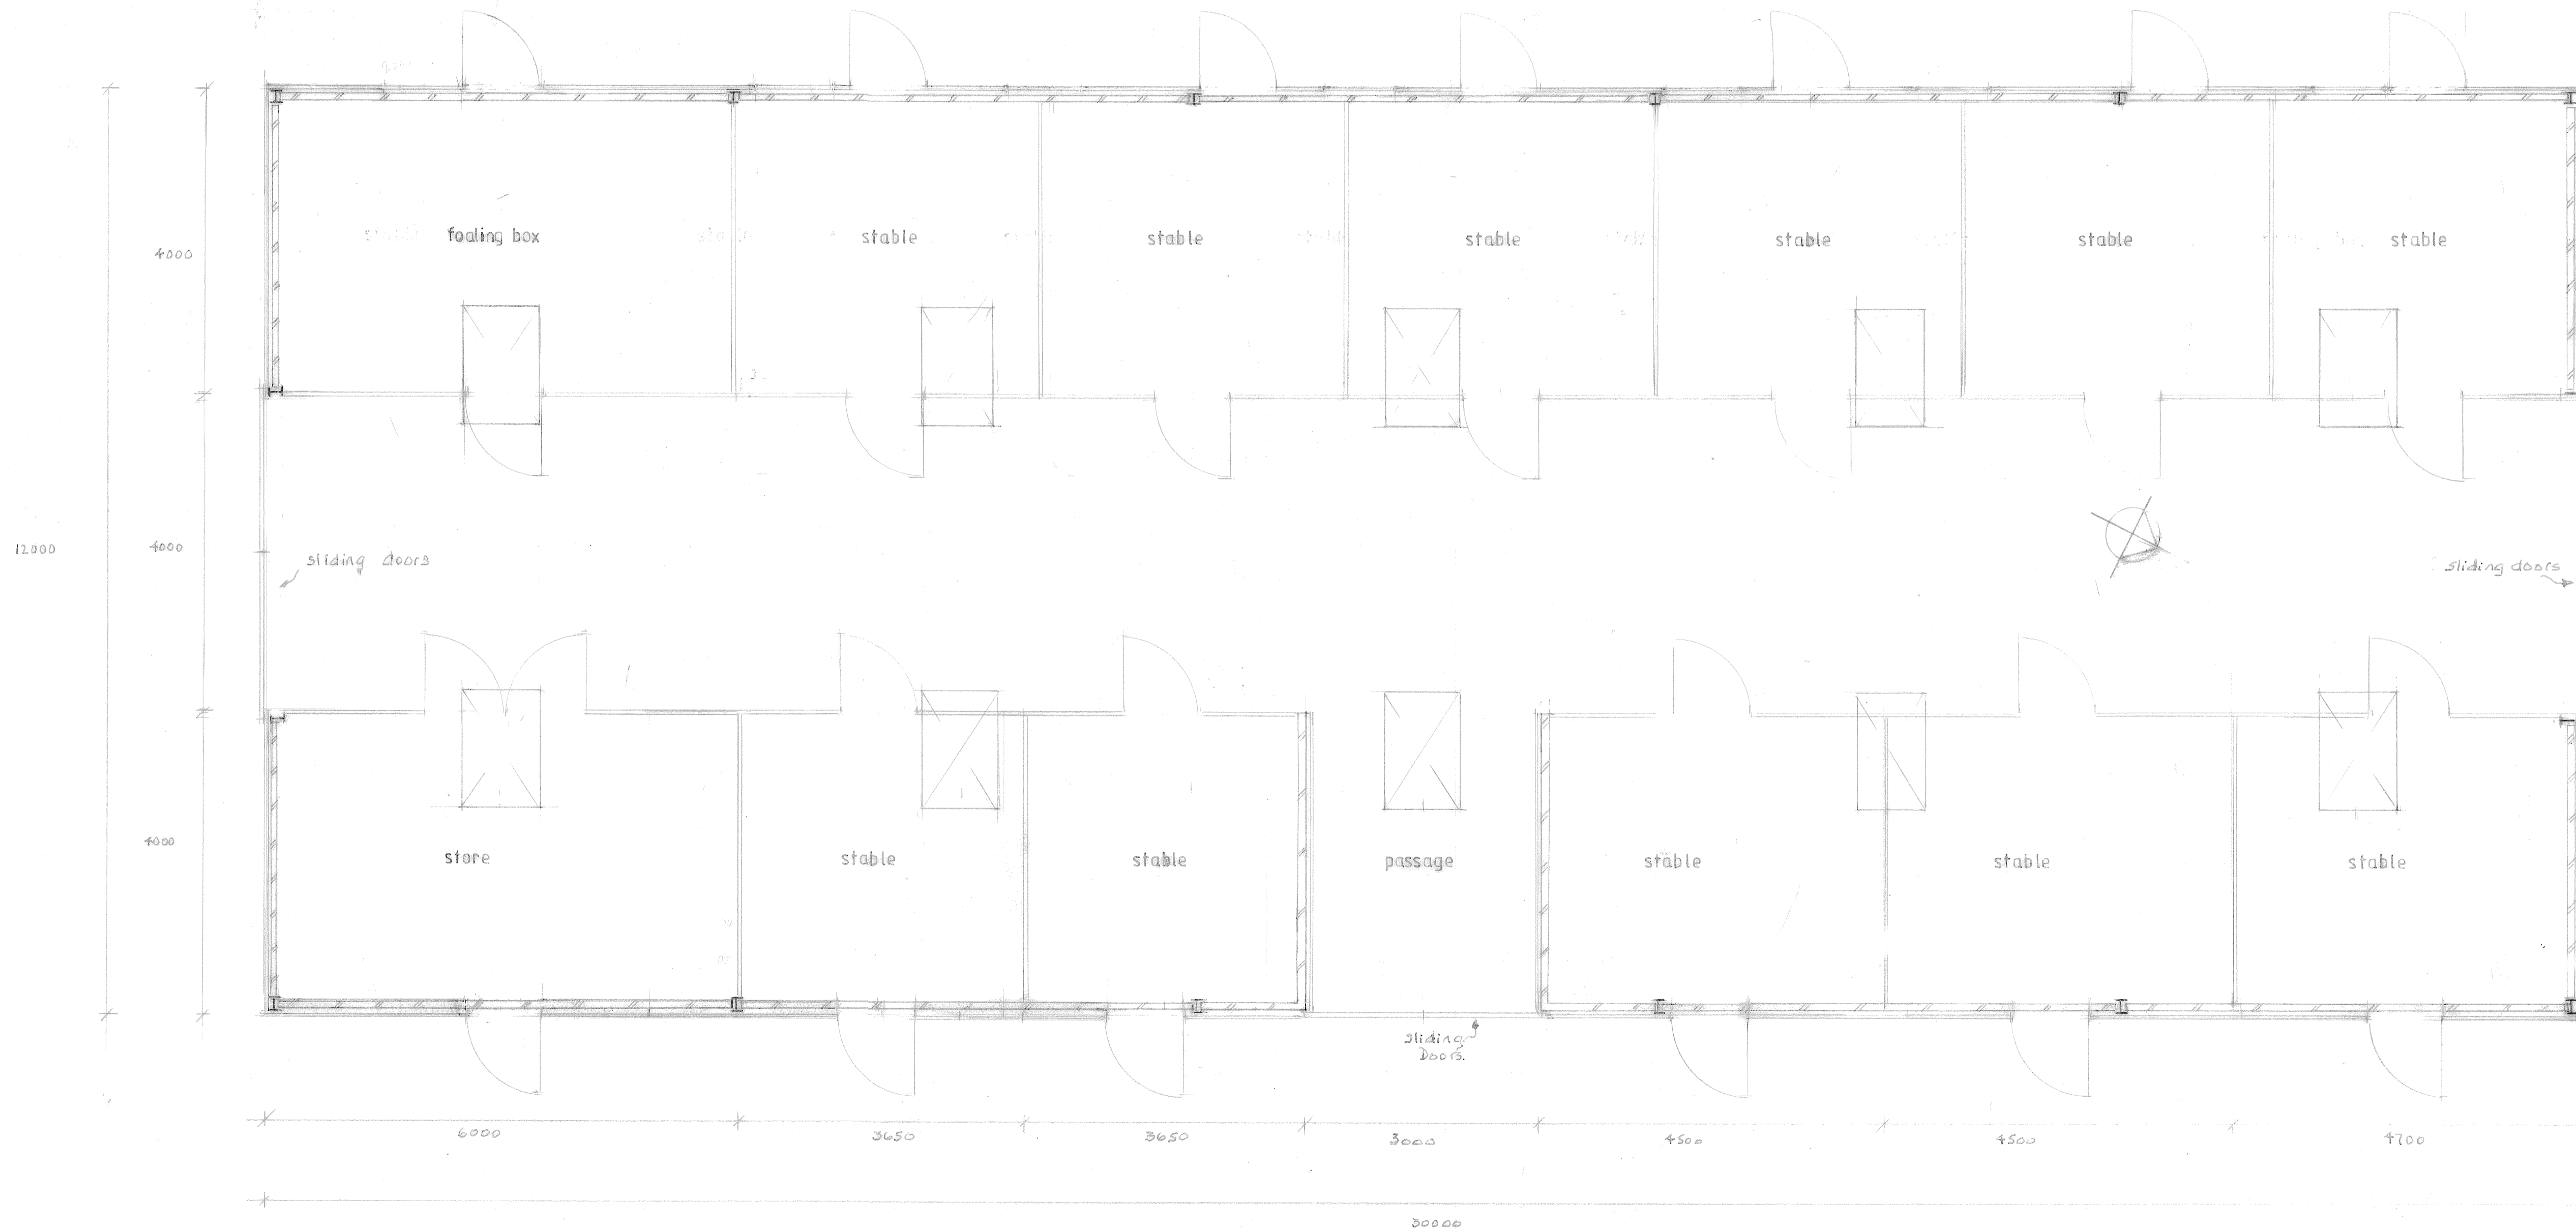 foaling box
stable
stable
stable
stable
stable
stable
4000
12000
4000
sliding doors
sliding doors
4000
store
stable
stable
passage
stable
stable
stable
sliding
Doors.
6000
3650
3650
3000
4500
4500
4700
30000